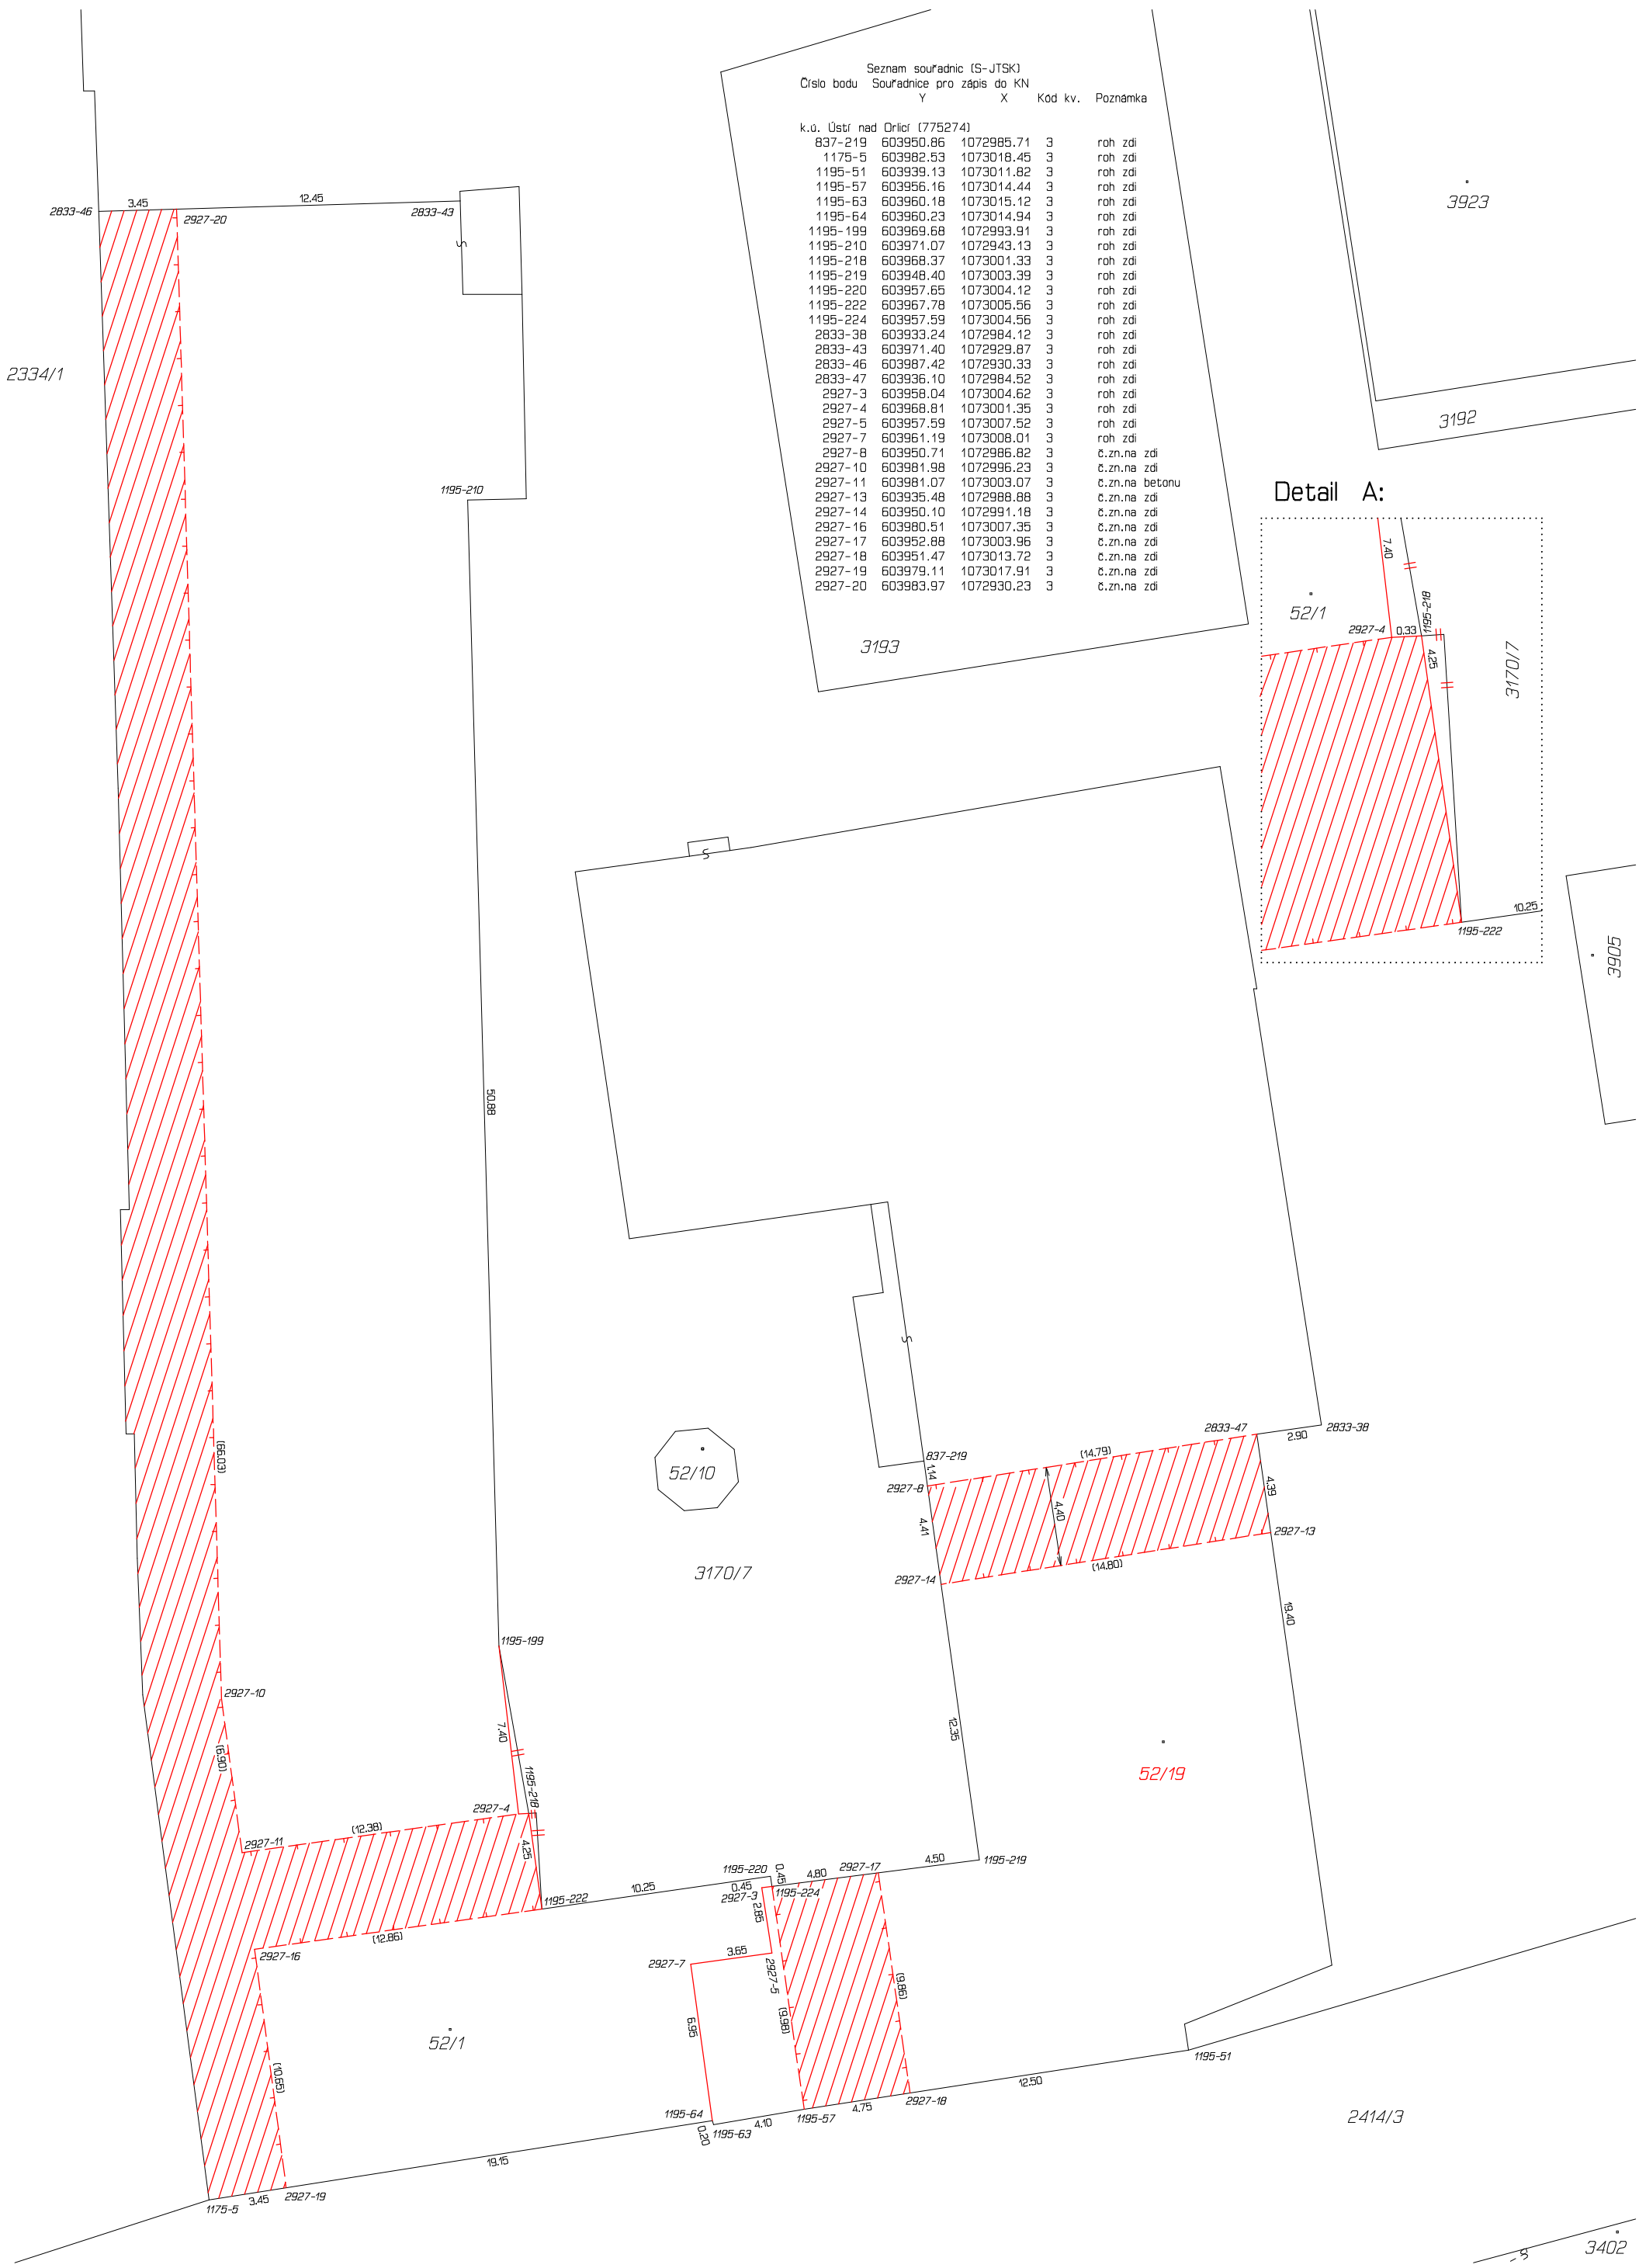 Seznam souřadnic (S-JTSK)
Číslo bodu Souřadnice pro zápis do KN
Y X Kód kv. Poznámka
k.ú. Ústí nad Orlicí (775274)
837-219 603950.86 1072985.71 3 roh zdi
1175-5 603982.53 1073018.45 3 roh zdi
1195-51 603939.13 1073011.82 3 roh zdi
1195-57 603956.16 1073014.44 3 roh zdi
1195-63 603960.18 1073015.12 3 roh zdi
1195-64 603960.23 1073014.94 3 roh zdi
1195-199 603969.68 1072993.91 3 roh zdi
1195-210 603971.07 1072943.13 3 roh zdi
1195-218 603968.37 1073001.33 3 roh zdi
1195-219 603948.40 1073003.39 3 roh zdi
1195-220 603957.65 1073004.12 3 roh zdi
1195-222 603967.78 1073005.56 3 roh zdi
1195-224 603957.59 1073004.56 3 roh zdi
2833-38 603933.24 1072984.12 3 roh zdi
2833-43 603971.40 1072929.87 3 roh zdi
2833-46 603987.42 1072930.33 3 roh zdi
2833-47 603936.10 1072984.52 3 roh zdi
2927-3 603958.04 1073004.62 3 roh zdi
2927-4 603968.81 1073001.35 3 roh zdi
2927-5 603957.59 1073007.52 3 roh zdi
2927-7 603961.19 1073008.01 3 roh zdi
2927-8 603950.71 1072986.82 3 č.zn.na zdi
2927-10 603981.98 1072996.23 3 č.zn.na zdi
2927-11 603981.07 1073003.07 3 č.zn.na betonu
2927-13 603935.48 1072988.88 3 č.zn.na zdi
2927-14 603950.10 1072991.18 3 č.zn.na zdi
2927-16 603980.51 1073007.35 3 č.zn.na zdi
2927-17 603952.88 1073003.96 3 č.zn.na zdi
2927-18 603951.47 1073013.72 3 č.zn.na zdi
2927-19 603979.11 1073017.91 3 č.zn.na zdi
2927-20 603983.97 1072930.23 3 č.zn.na zdi
3923
2833-46
3.45
2927-20
12.45
2833-43
2334/1
3192
1195-210
Detail A:
7.40
52/1
1195-218
2927-4
0.33
4.25
3170/7
10.25
1195-222
3193
3905
50.88
2833-47
2833-38
2.90
837-219
(14.79)
(66.03)
1.14
52/10
2927-8
4.40
4.39
4.41
2927-13
(14.80)
3170/7
2927-14
19.40
1195-199
2927-10
7.40
12.35
(6.90)
52/19
1195-218
2927-4
(12.38)
2927-11
4.25
1195-220
0.45
4.80
2927-17
4.50
1195-219
10.25
0.45
2927-3
1195-224
1195-222
2.85
(12.86)
2927-16
3.65
2927-7
2927-5
(9.86)
(9.98)
6.95
52/1
1195-51
(10.65)
12.50
2927-18
4.75
1195-57
1195-64
4.10
1195-63
0.20
2414/3
19.15
3.45
2927-19
1175-5
3402